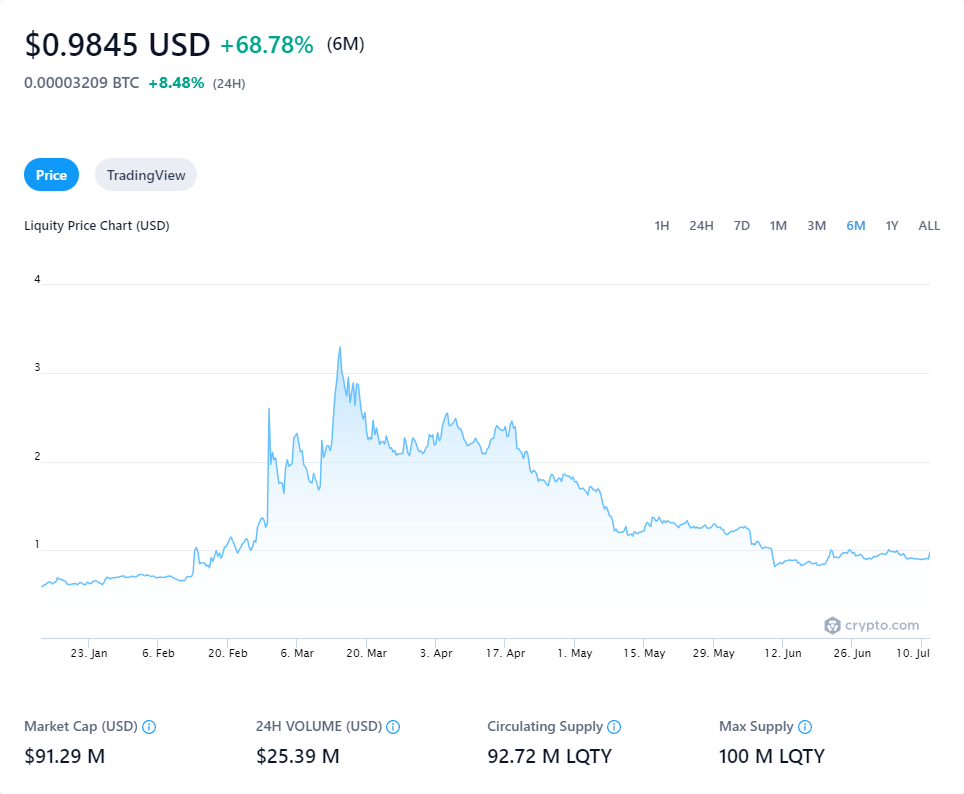 $0.9845 USD +68.78% (6M)
0.00003209 BTC +8.48% (24H)
Price TradingView
Liquity Price Chart (USD) 1H 24H 7D 1M 3M 6M 1Y ALL
4
3
2
1
crypto.com
23. Jan 6. Feb 20. Feb 6. Mar 20. Mar 3. Apr 17. Apr 1. May 15. May 29. May 12. Jun 26. Jun 10. Jul
Market Cap (USD) 24H VOLUME (USD) Circulating Supply Max Supply
$91.29 M $25.39 M 92.72 M LQTY 100 M LQTY